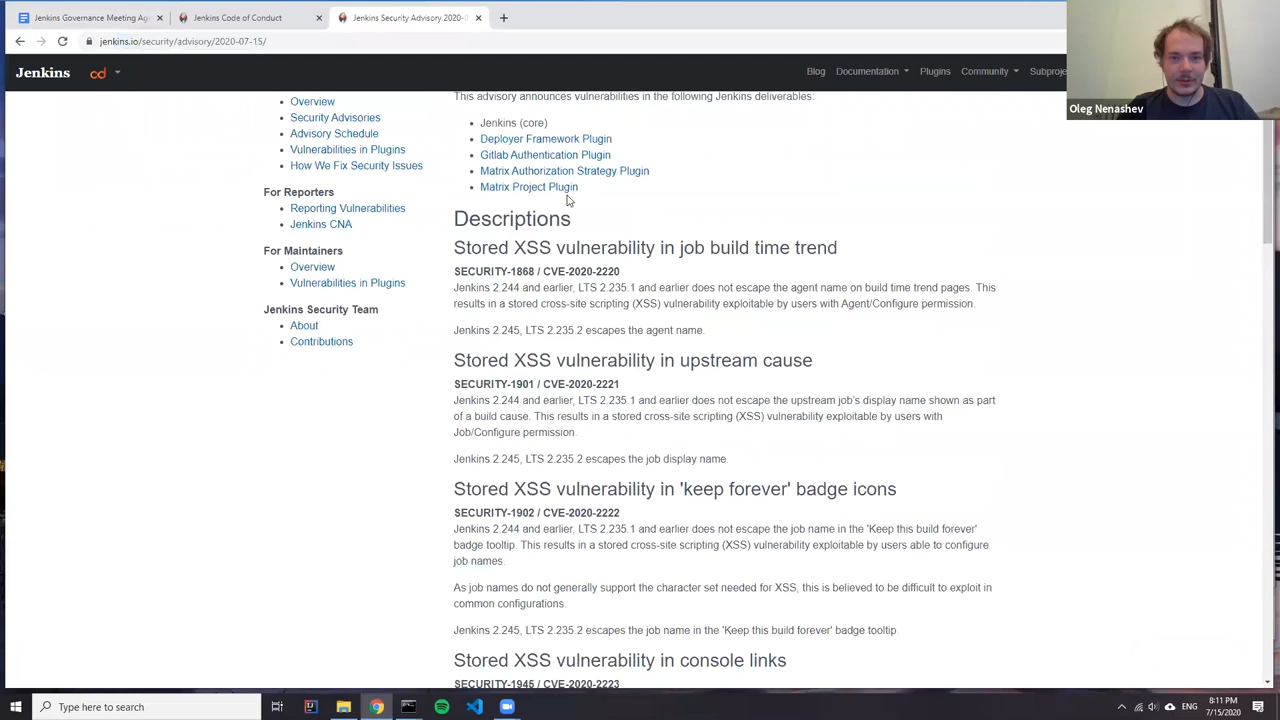 Jenkins Governance Meeting Age
Jenkins Code of Conduct
Jenkins Security Advisory 2020-0
jenkins.io/security/advisory/2020-07-15/
Jenkins
cd
Blog
Documentation
Plugins
Community
Subproje
Oleg Nenashev
Overview
Security Advisories
Advisory Schedule
Vulnerabilities in Plugins
How We Fix Security Issues
For Reporters
Reporting Vulnerabilities
Jenkins CNA
For Maintainers
Overview
Vulnerabilities in Plugins
Jenkins Security Team
About
Contributions
This advisory announces vulnerabilities in the following Jenkins deliverables:
Jenkins (core)
Deployer Framework Plugin
Gitlab Authentication Plugin
Matrix Authorization Strategy Plugin
Matrix Project Plugin
Descriptions
Stored XSS vulnerability in job build time trend
SECURITY-1868 / CVE-2020-2220
Jenkins 2.244 and earlier, LTS 2.235.1 and earlier does not escape the agent name on build time trend pages. This
results in a stored cross-site scripting (XSS) vulnerability exploitable by users with Agent/Configure permission.
Jenkins 2.245, LTS 2.235.2 escapes the agent name.
Stored XSS vulnerability in upstream cause
SECURITY-1901 / CVE-2020-2221
Jenkins 2.244 and earlier, LTS 2.235.1 and earlier does not escape the upstream job's display name shown as part
of a build cause. This results in a stored cross-site scripting (XSS) vulnerability exploitable by users with
Job/Configure permission.
Jenkins 2.245, LTS 2.235.2 escapes the job display name.
Stored XSS vulnerability in 'keep forever' badge icons
SECURITY-1902 / CVE-2020-2222
Jenkins 2.244 and earlier, LTS 2.235.1 and earlier does not escape the job name in the 'Keep this build forever'
badge tooltip. This results in a stored cross-site scripting (XSS) vulnerability exploitable by users able to configure
job names.
As job names do not generally support the character set needed for XSS, this is believed to be difficult to exploit in
common configurations.
Jenkins 2.245, LTS 2.235.2 escapes the job name in the 'Keep this build forever' badge tooltip.
Stored XSS vulnerability in console links
SECURITY-1945 / CVE-2020-2223
Type here to search
8:11 PM
7/15/2020